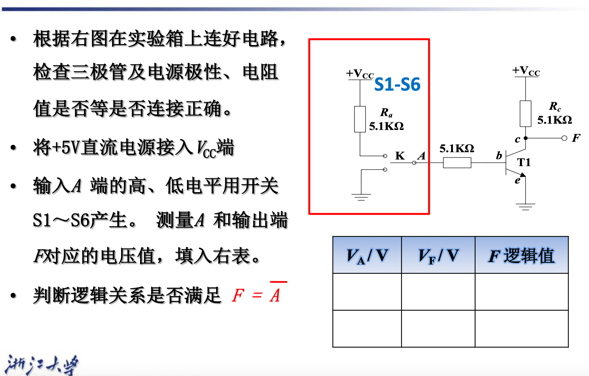 • 根据右图在实验箱上连好电路，
检查三极管及电源极性、电阻
值是否等是否连接正确。
• 将+5V直流电源接入VCC端
• 输入A 端的高、低电平用开关
S1～S6产生。 测量A 和输出端
F对应的电压值，填入右表。
• 判断逻辑关系是否满足 F = A̅
+VCC
S1-S6
Ra
5.1KΩ
K
A
5.1KΩ
+VCC
Rc
5.1KΩ
c
F
b
T1
e
VA/V VF/V F 逻辑值
浙江大学